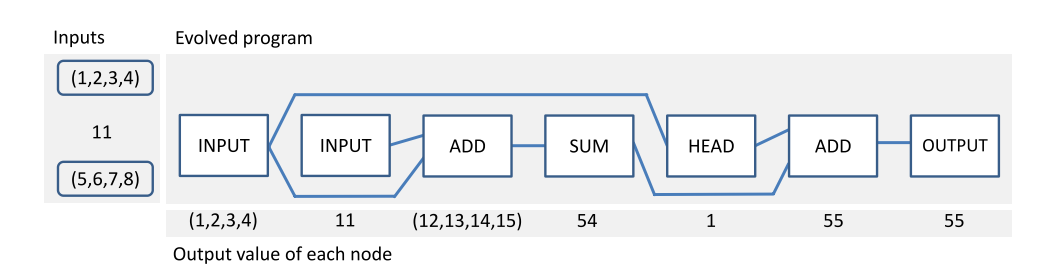 Inputs
Evolved program
(1,2,3,4)
11
(5,6,7,8)
INPUT INPUT ADD SUM HEAD ADD OUTPUT
(1,2,3,4) 11 (12,13,14,15) 54 1 55 55
Output value of each node